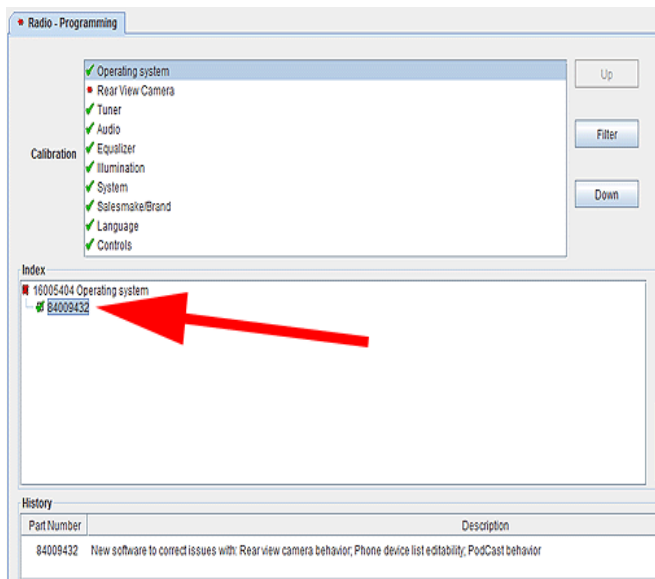 Radio - Programming
Operating system
Up
Rear View Camera
Tuner
Audio
Filter
Equalizer
Calibration
Illumination
System
Down
Salesmake/Brand
Language
Controls
Index
16005404 Operating system
84009432
History
Part Number Description
84009432 New software to correct issues with: Rear view camera behavior; Phone device list editability; PodCast behavior